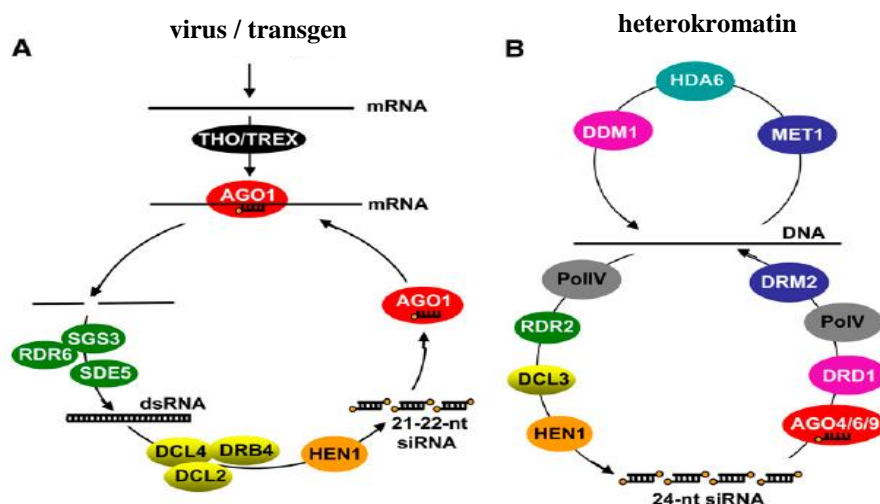 virus / transgen
A
mRNA
THO/TREX
AGO1
mRNA
AGO1
SGS3
RDR6
SDE5
dsRNA
21-22-nt
siRNA
DCL4
DRB4
DCL2
HEN1
heterokromatin
B
HDA6
DDM1
MET1
DNA
PolIV
DRM2
RDR2
PolV
DCL3
DRD1
HEN1
AGO4/6/9
24-nt siRNA